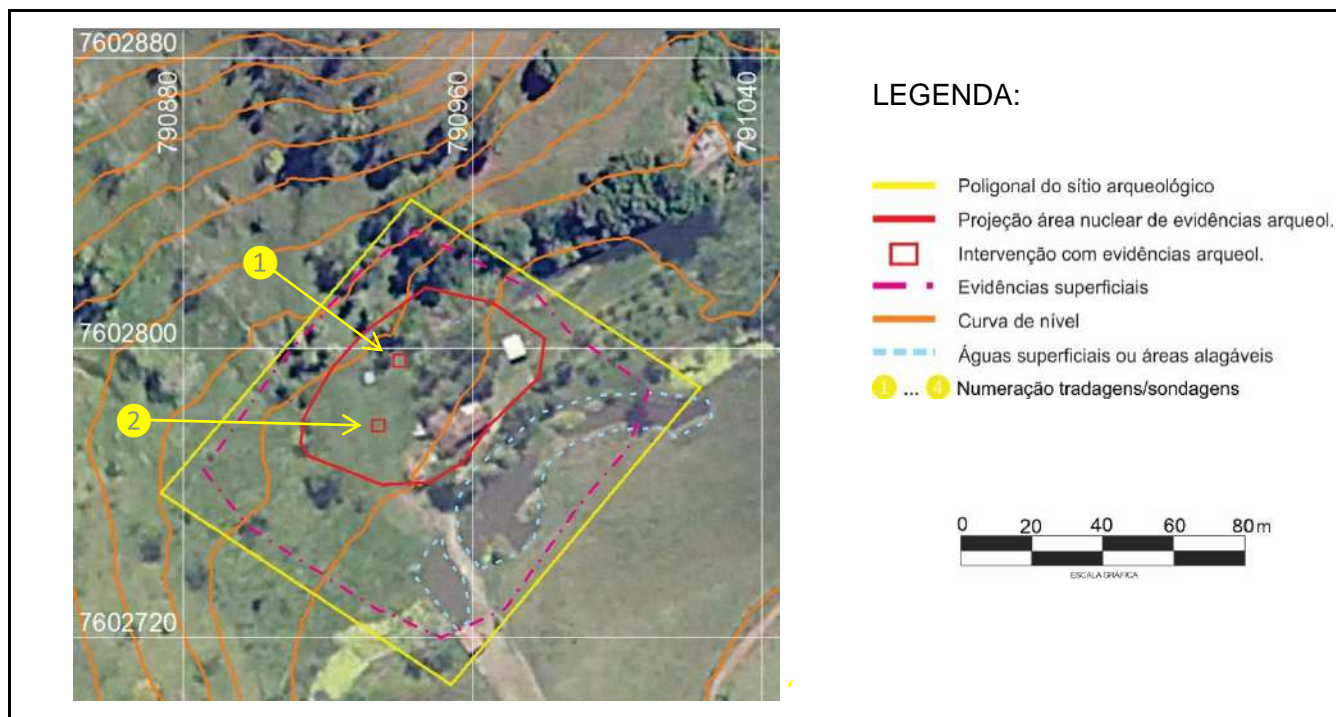 7602880
790880
790960
791040
1
7602800
2
7602720
LEGENDA:
Poligonal do sítio arqueológico
Projeção área nuclear de evidências arqueol.
Intervenção com evidências arqueol.
Evidências superficiais
Curva de nível
Águas superficiais ou áreas alagáveis
1 ... 4 Numeração tradagens/sondagens
0 20 40 60 80 m
ESCALA GRÁFICA